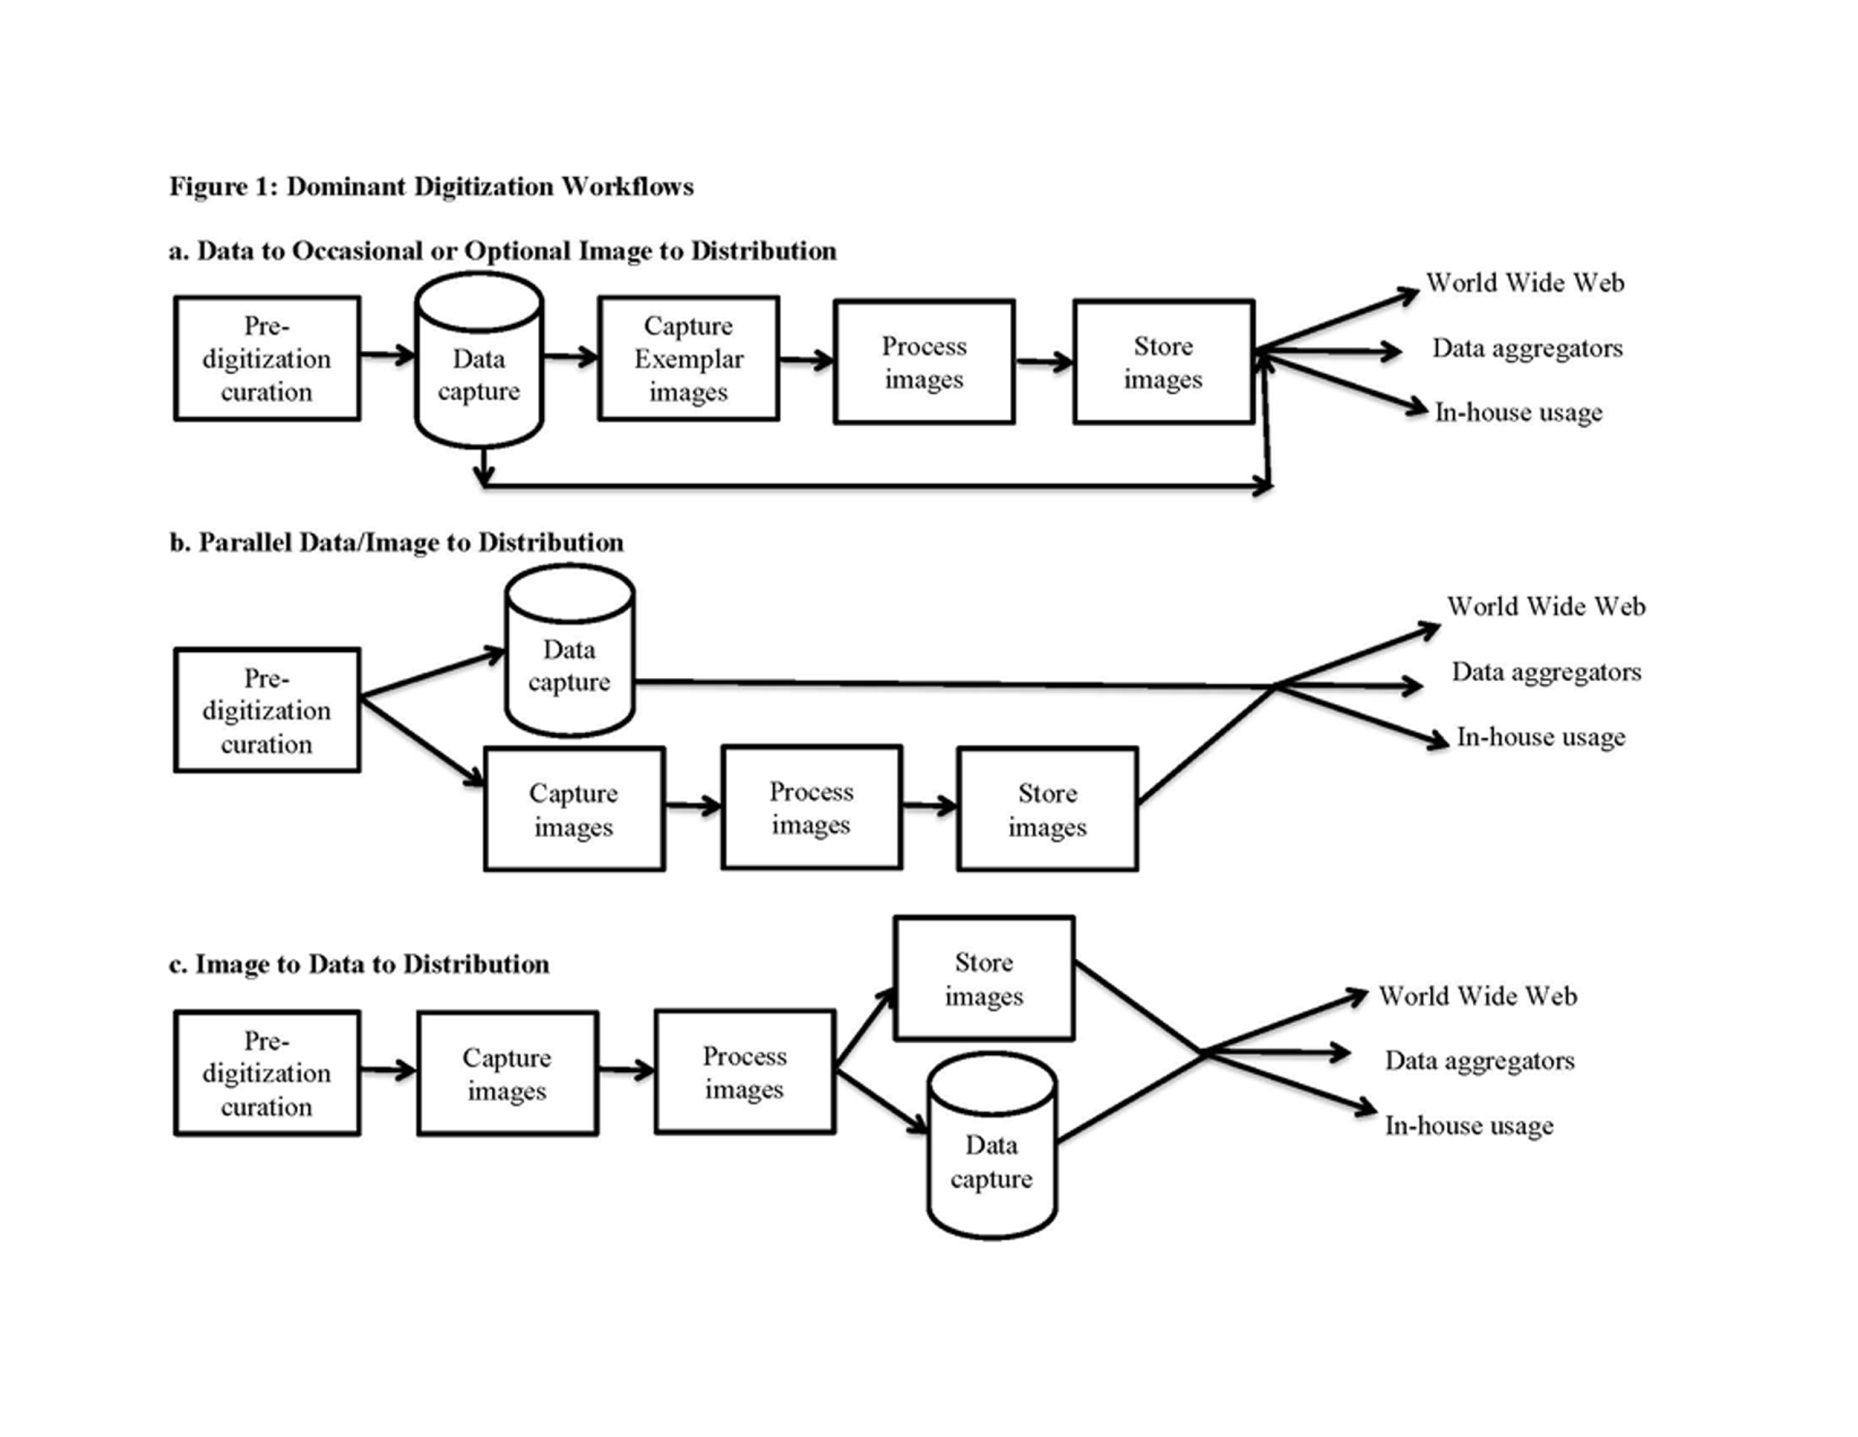 Figure 1: Dominant Digitization Workflows
a. Data to Occasional or Optional Image to Distribution
Pre-
digitization
curation
Data
capture
Capture
Exemplar
images
Process
images
Store
images
World Wide Web
Data aggregators
In-house usage
b. Parallel Data/Image to Distribution
Pre-
digitization
curation
Data
capture
Capture
images
Process
images
Store
images
World Wide Web
Data aggregators
In-house usage
c. Image to Data to Distribution
Pre-
digitization
curation
Capture
images
Process
images
Store
images
Data
capture
World Wide Web
Data aggregators
In-house usage